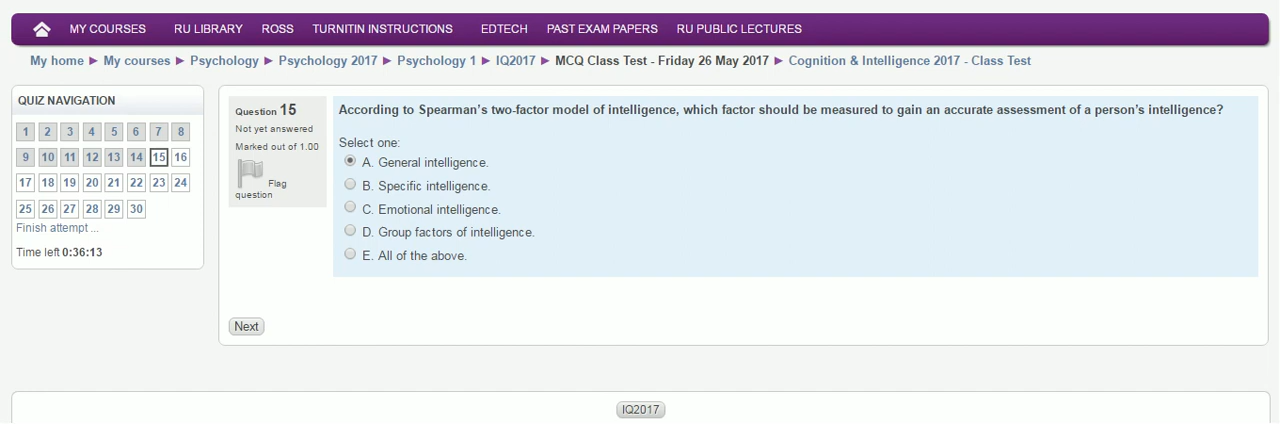 MY COURSES RU LIBRARY ROSS TURNITIN INSTRUCTIONS EDTECH PAST EXAM PAPERS RU PUBLIC LECTURES
My home ► My courses ► Psychology ► Psychology 2017 ► Psychology 1 ► IQ2017 ► MCQ Class Test - Friday 26 May 2017 ► Cognition & Intelligence 2017 - Class Test
QUIZ NAVIGATION
1 2 3 4 5 6 7 8
9 10 11 12 13 14 15 16
17 18 19 20 21 22 23 24
25 26 27 28 29 30
Finish attempt ...
Time left 0:36:13
Question 15
Not yet answered
Marked out of 1.00
Flag
question
According to Spearman's two-factor model of intelligence, which factor should be measured to gain an accurate assessment of a person's intelligence?
Select one:
A. General intelligence.
B. Specific intelligence.
C. Emotional intelligence.
D. Group factors of intelligence.
E. All of the above.
Next
IQ2017